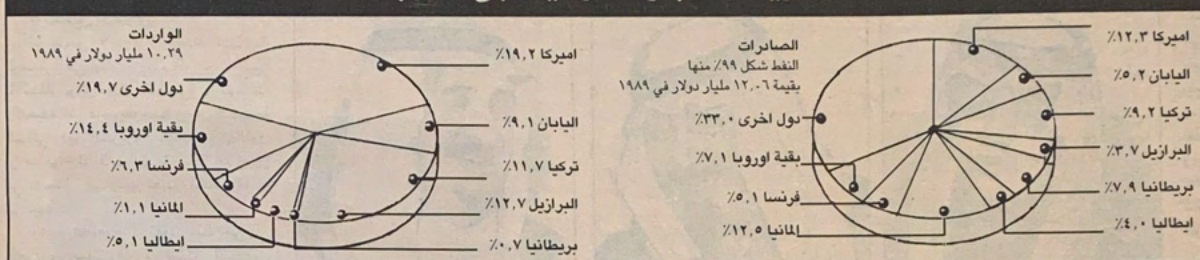 الصادرات
النفط شكل ٩٩٪ منها
بقيمة ١٢,٠٦ مليار دولار في ١٩٨٩
اميركا ١٢,٣٪
اليابان ٥,٢٪
تركيا ٩,٢٪
البرازيل ٣,٧٪
بريطانيا ٧,٩٪
ايطاليا ٤,٠٪
المانيا ١٢,٥٪
فرنسا ٥,١٪
بقية اوروبا ٧,١٪
دول اخرى ٣٣,٠٪
الواردات
١٠,٢٩ مليار دولار في ١٩٨٩
اميركا ١٩,٢٪
اليابان ٩,١٪
تركيا ١١,٧٪
البرازيل ١٢,٧٪
بريطانيا ٠,٧٪
ايطاليا ٥,١٪
المانيا ١,١٪
فرنسا ٦,٣٪
بقية اوروبا ١٤,٤٪
دول اخرى ١٩,٧٪